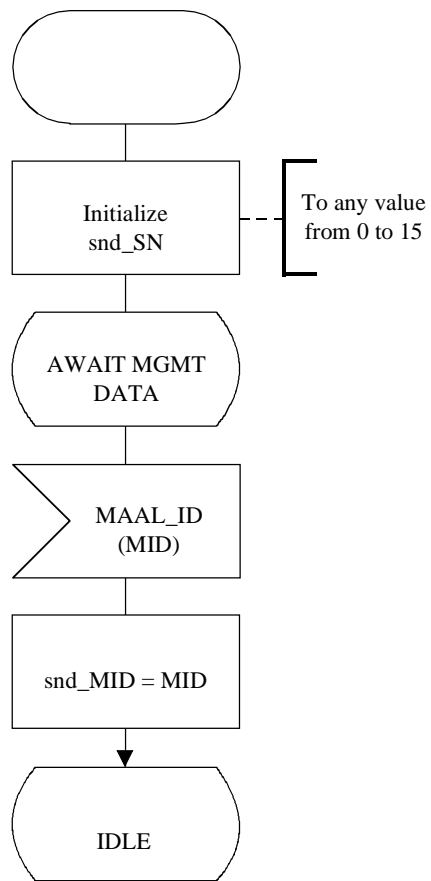 Initialize
snd_SN
To any value
from 0 to 15
AWAIT MGMT
DATA
MAAL_ID
(MID)
snd_MID = MID
IDLE